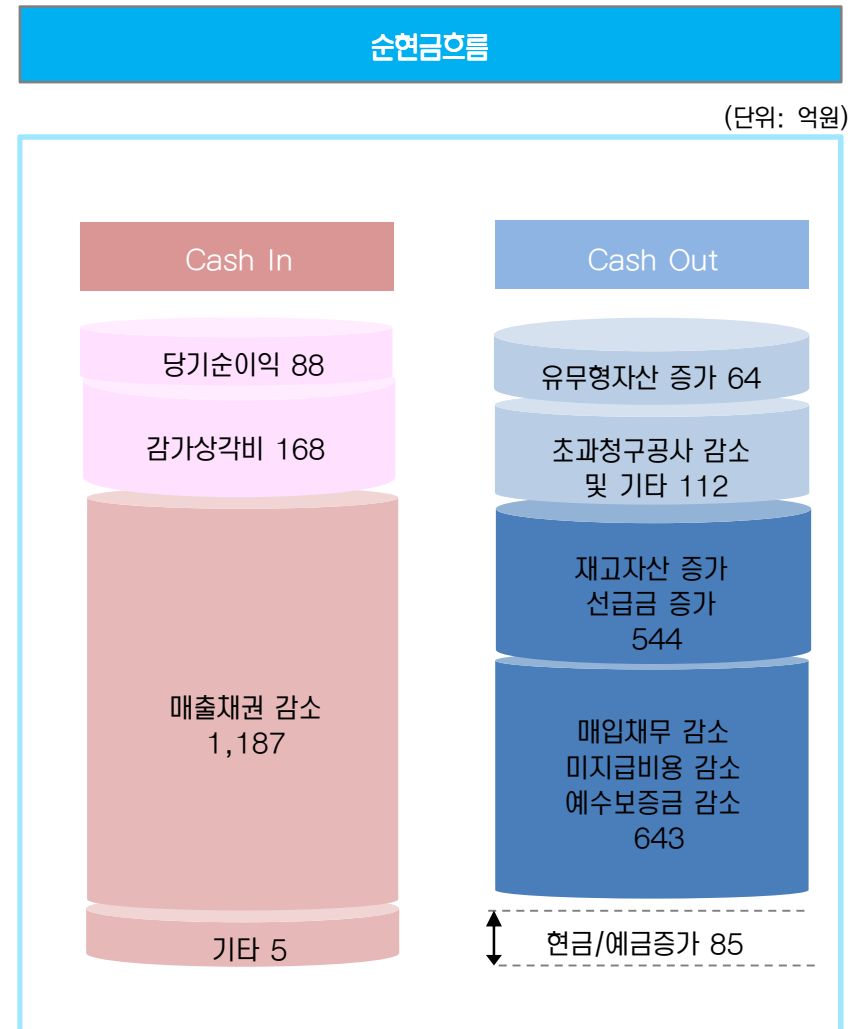 순현금흐름
(단위: 억원)
Cash In
당기순이익 88
감가상각비 168
매출채권 감소
1,187
기타 5
Cash Out
유무형자산 증가 64
초과청구공사 감소
및 기타 112
재고자산 증가
선급금 증가
544
매입채무 감소
미지급비용 감소
예수보증금 감소
643
현금/예금증가 85